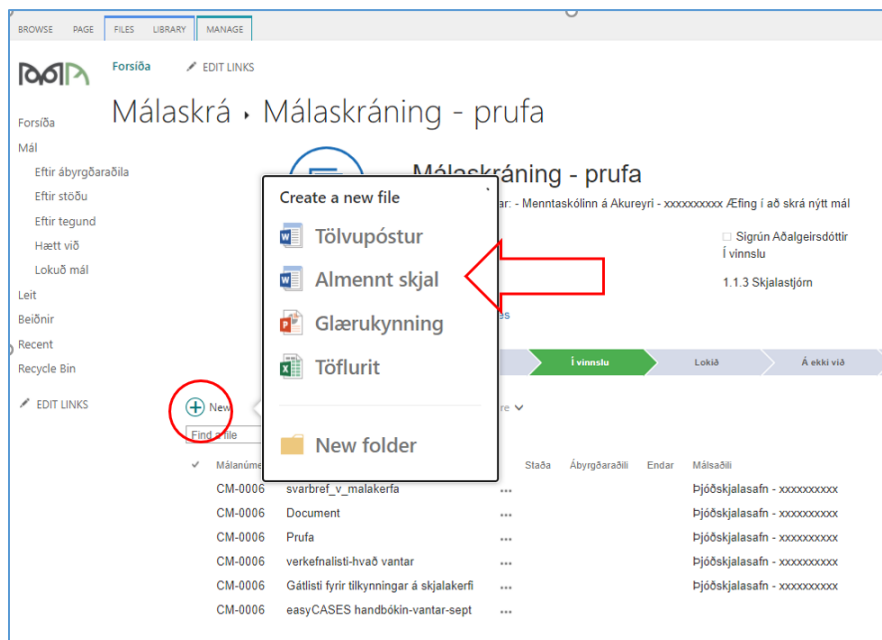 BROWSE PAGE FILES LIBRARY MANAGE
Forsíða EDIT LINKS
Málaskrá ▸ Málaskráning - prufa
Forsíða
Mál
Eftir ábyrgðaraðila
Eftir stöðu
Eftir tegund
Hætt við
Lokuð mál
Leit
Beiðnir
Recent
Recycle Bin
EDIT LINKS
Málaskráning - prufa
ar: - Menntaskólinn á Akureyri - xxxxxxxxxx Æfing í að skrá nýtt mál
Sigrún Aðalgeirsdóttir
Í vinnslu
1.1.3 Skjalastjórn
Create a new file
Tölvupóstur
Almennt skjal
Glærukynning
Töflurit
New folder
Í vinnslu Lokið Á ekki við
New
Find a file
Málanúme Staða Ábyrgðaraðili Endar Málsaðili
CM-0006 svarbref_v_malakerfa ... Þjóðskjalasafn - xxxxxxxxxx
CM-0006 Document ... Þjóðskjalasafn - xxxxxxxxxx
CM-0006 Prufa ... Þjóðskjalasafn - xxxxxxxxxx
CM-0006 verkefnalisti-hvað vantar ... Þjóðskjalasafn - xxxxxxxxxx
CM-0006 Gátlisti fyrir tilkynningar á skjalakerfi ... Þjóðskjalasafn - xxxxxxxxxx
CM-0006 easyCASES handbókin-vantar-sept ...